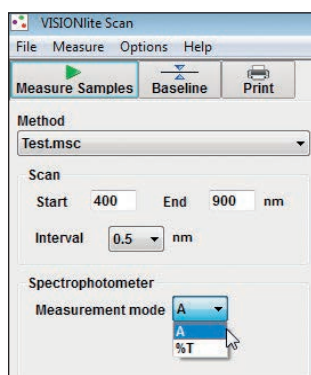 VISIONlite Scan
File Measure Options Help
Measure Samples Baseline Print
Method
Test.msc
Scan
Start 400 End 900 nm
Interval 0.5 nm
Spectrophotometer
Measurement mode A
A
%T